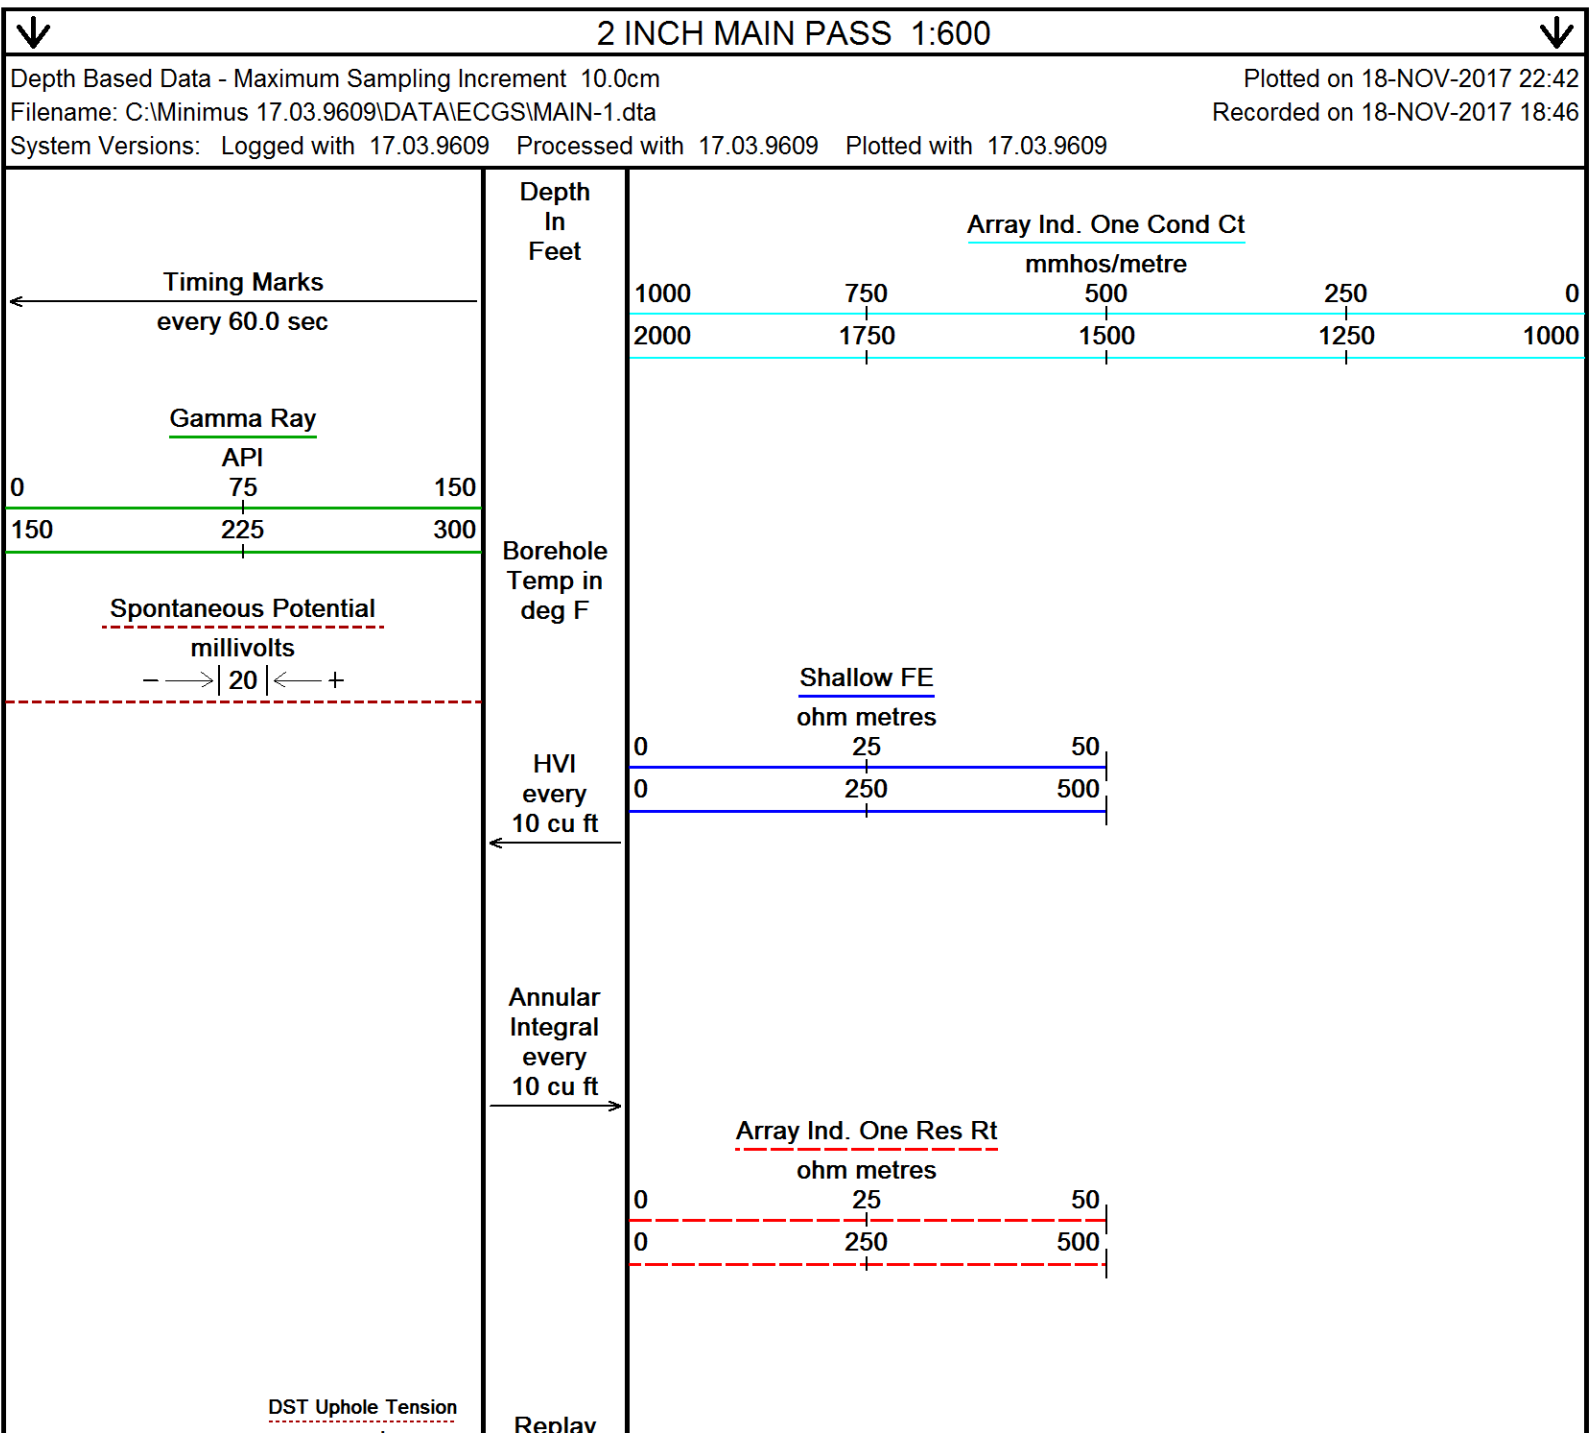 2 INCH MAIN PASS 1:600
Depth Based Data - Maximum Sampling Increment 10.0cm
Plotted on 18-NOV-2017 22:42
Filename: C:\Minimus 17.03.9609\DATA\ECGS\MAIN-1.dta
Recorded on 18-NOV-2017 18:46
System Versions: Logged with 17.03.9609 Processed with 17.03.9609 Plotted with 17.03.9609
Timing Marks
every 60.0 sec
Gamma Ray
API
0 75 150
150 225 300
Spontaneous Potential
millivolts
− 20 +
DST Uphole Tension
Depth
In
Feet
Borehole
Temp in
deg F
HVI
every
10 cu ft
Annular
Integral
every
10 cu ft
Replay
Array Ind. One Cond Ct
mmhos/metre
1000 750 500 250 0
2000 1750 1500 1250 1000
Shallow FE
ohm metres
0 25 50
0 250 500
Array Ind. One Res Rt
ohm metres
0 25 50
0 250 500